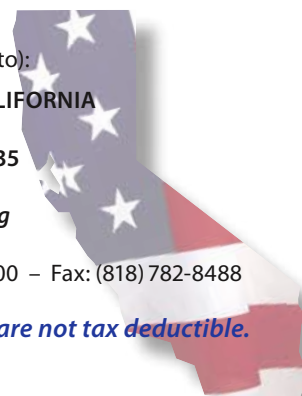 to):
LIFORNIA
35
g
00 – Fax: (818) 782-8488
are not tax deductible.